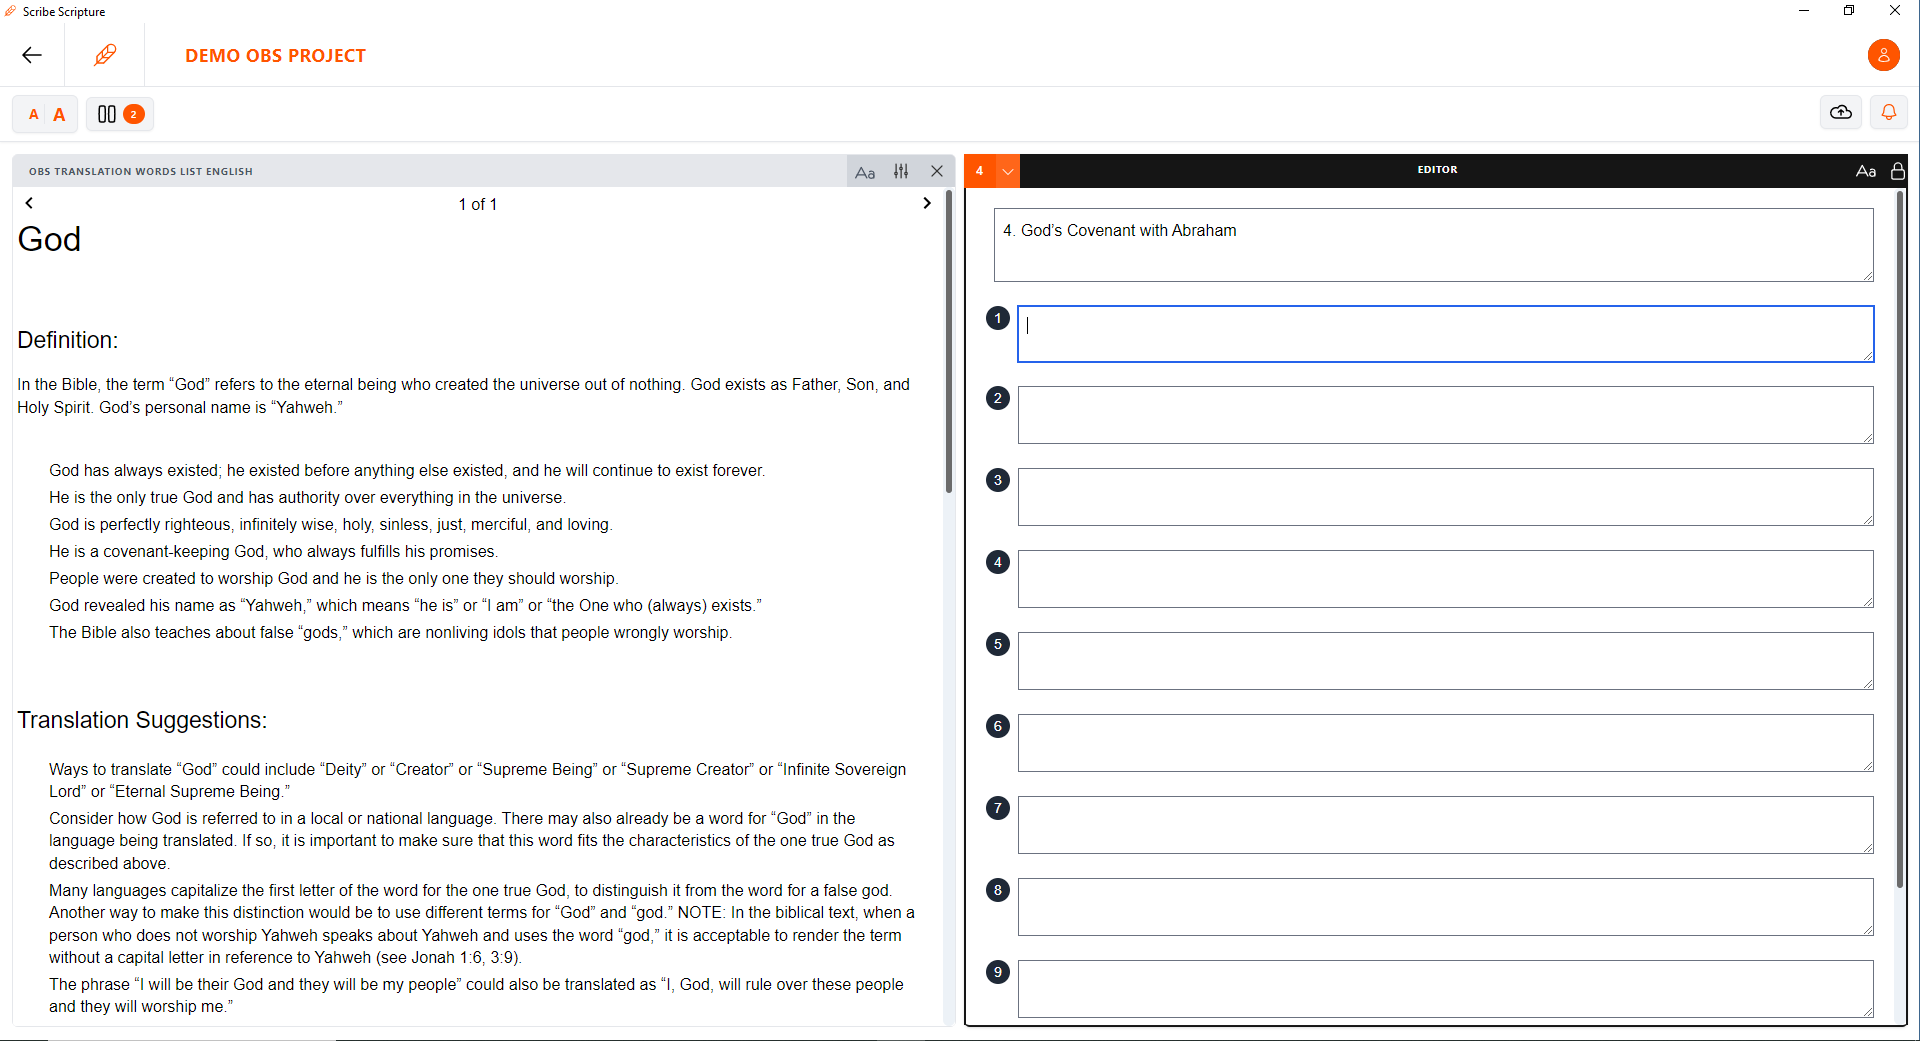 Scribe Scripture
DEMO OBS PROJECT
A A 2
OBS TRANSLATION WORDS LIST ENGLISH
Aa
1 of 1
God
Definition:
In the Bible, the term “God” refers to the eternal being who created the universe out of nothing. God exists as Father, Son, and
Holy Spirit. God’s personal name is “Yahweh.”
God has always existed; he existed before anything else existed, and he will continue to exist forever.
He is the only true God and has authority over everything in the universe.
God is perfectly righteous, infinitely wise, holy, sinless, just, merciful, and loving.
He is a covenant-keeping God, who always fulfills his promises.
People were created to worship God and he is the only one they should worship.
God revealed his name as “Yahweh,” which means “he is” or “I am” or “the One who (always) exists.”
The Bible also teaches about false “gods,” which are nonliving idols that people wrongly worship.
Translation Suggestions:
Ways to translate “God” could include “Deity” or “Creator” or “Supreme Being” or “Supreme Creator” or “Infinite Sovereign
Lord” or “Eternal Supreme Being.”
Consider how God is referred to in a local or national language. There may also already be a word for “God” in the
language being translated. If so, it is important to make sure that this word fits the characteristics of the one true God as
described above.
Many languages capitalize the first letter of the word for the one true God, to distinguish it from the word for a false god.
Another way to make this distinction would be to use different terms for “God” and “god.” NOTE: In the biblical text, when a
person who does not worship Yahweh speaks about Yahweh and uses the word “god,” it is acceptable to render the term
without a capital letter in reference to Yahweh (see Jonah 1:6, 3:9).
The phrase “I will be their God and they will be my people” could also be translated as “I, God, will rule over these people
and they will worship me.”
4
EDITOR
Aa
4. God’s Covenant with Abraham
1
2
3
4
5
6
7
8
9